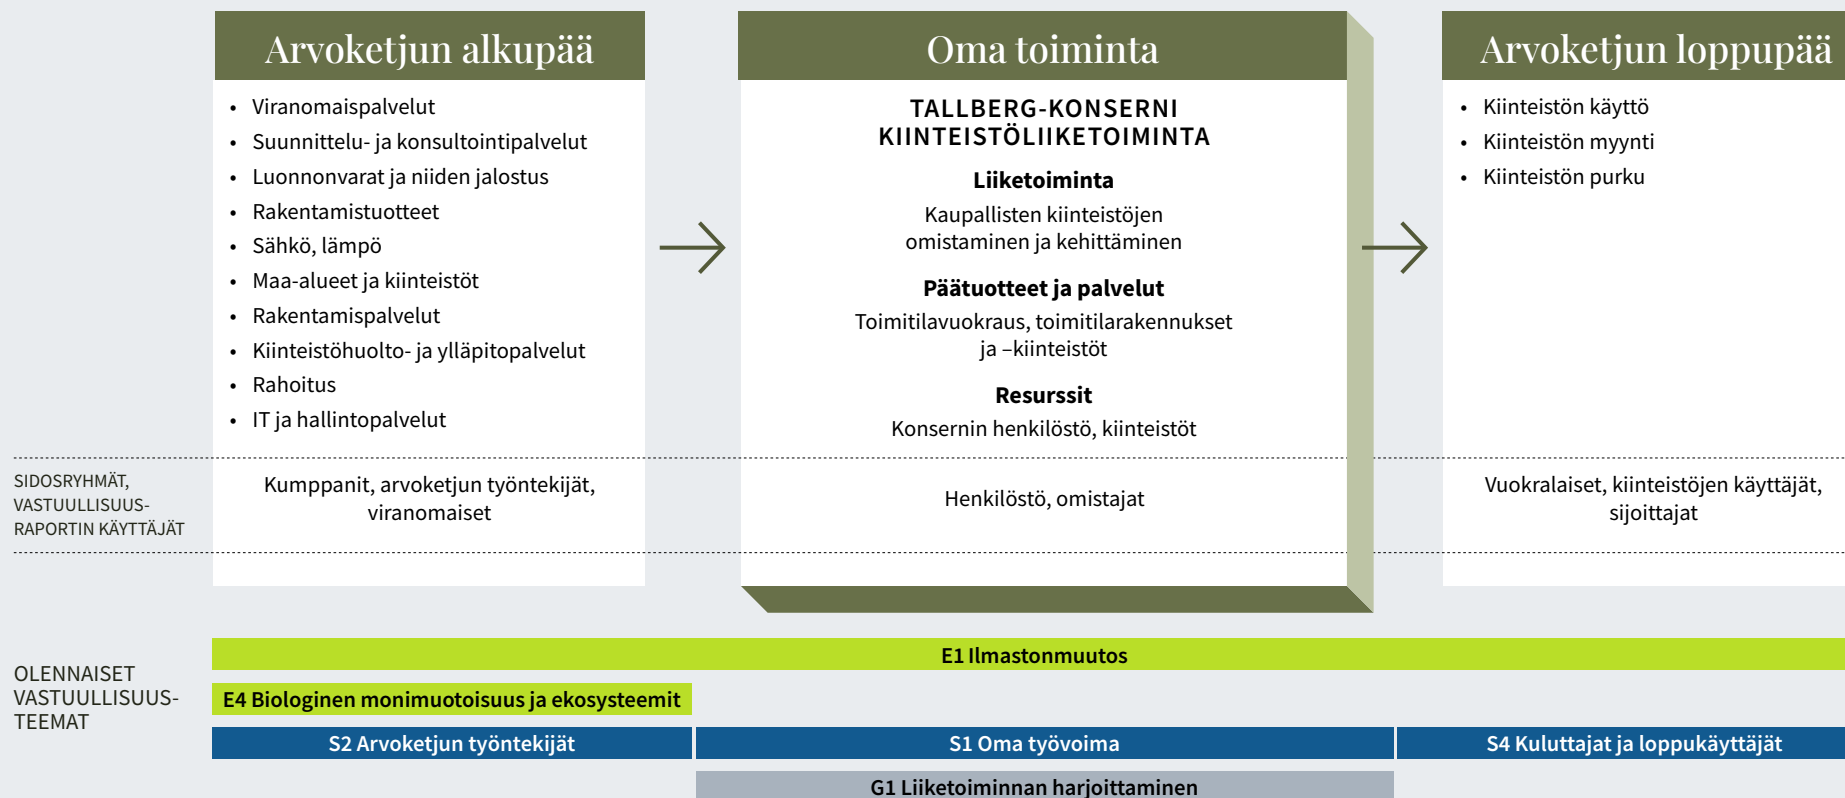 Arvoketjun alkupää
• Viranomaispalvelut
• Suunnittelu- ja konsultointipalvelut
• Luonnonvarat ja niiden jalostus
• Rakentamistuotteet
• Sähkö, lämpö
• Maa-alueet ja kiinteistöt
• Rakentamispalvelut
• Kiinteistöhuolto- ja ylläpitopalvelut
• Rahoitus
• IT ja hallintopalvelut
Oma toiminta
TALLBERG-KONSERNI
KIINTEISTÖLIIKETOIMINTA
Liiketoiminta
Kaupallisten kiinteistöjen
omistaminen ja kehittäminen
Päätuotteet ja palvelut
Toimitilavuokraus, toimitilarakennukset
ja –kiinteistöt
Resurssit
Konsernin henkilöstö, kiinteistöt
Arvoketjun loppupää
• Kiinteistön käyttö
• Kiinteistön myynti
• Kiinteistön purku
SIDOSRYHMÄT,
VASTUULLISUUS-
RAPORTIN KÄYTTÄJÄT
Kumppanit, arvoketjun työntekijät,
viranomaiset
Henkilöstö, omistajat
Vuokralaiset, kiinteistöjen käyttäjät,
sijoittajat
OLENNAISET
VASTUULLISUUS-
TEEMAT
E1 Ilmastonmuutos
E4 Biologinen monimuotoisuus ja ekosysteemit
S2 Arvoketjun työntekijät
S1 Oma työvoima
S4 Kuluttajat ja loppukäyttäjät
G1 Liiketoiminnan harjoittaminen